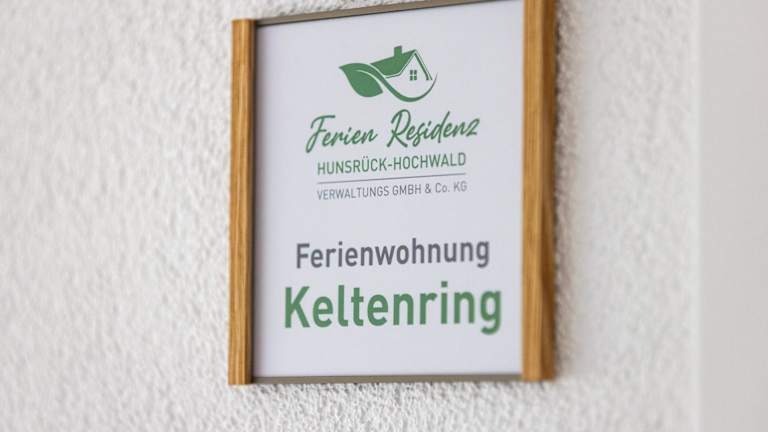 Ferien Residenz
HUNSRÜCK-HOCHWALD
VERWALTUNGS GMBH & Co. KG
Ferienwohnung
Keltenring